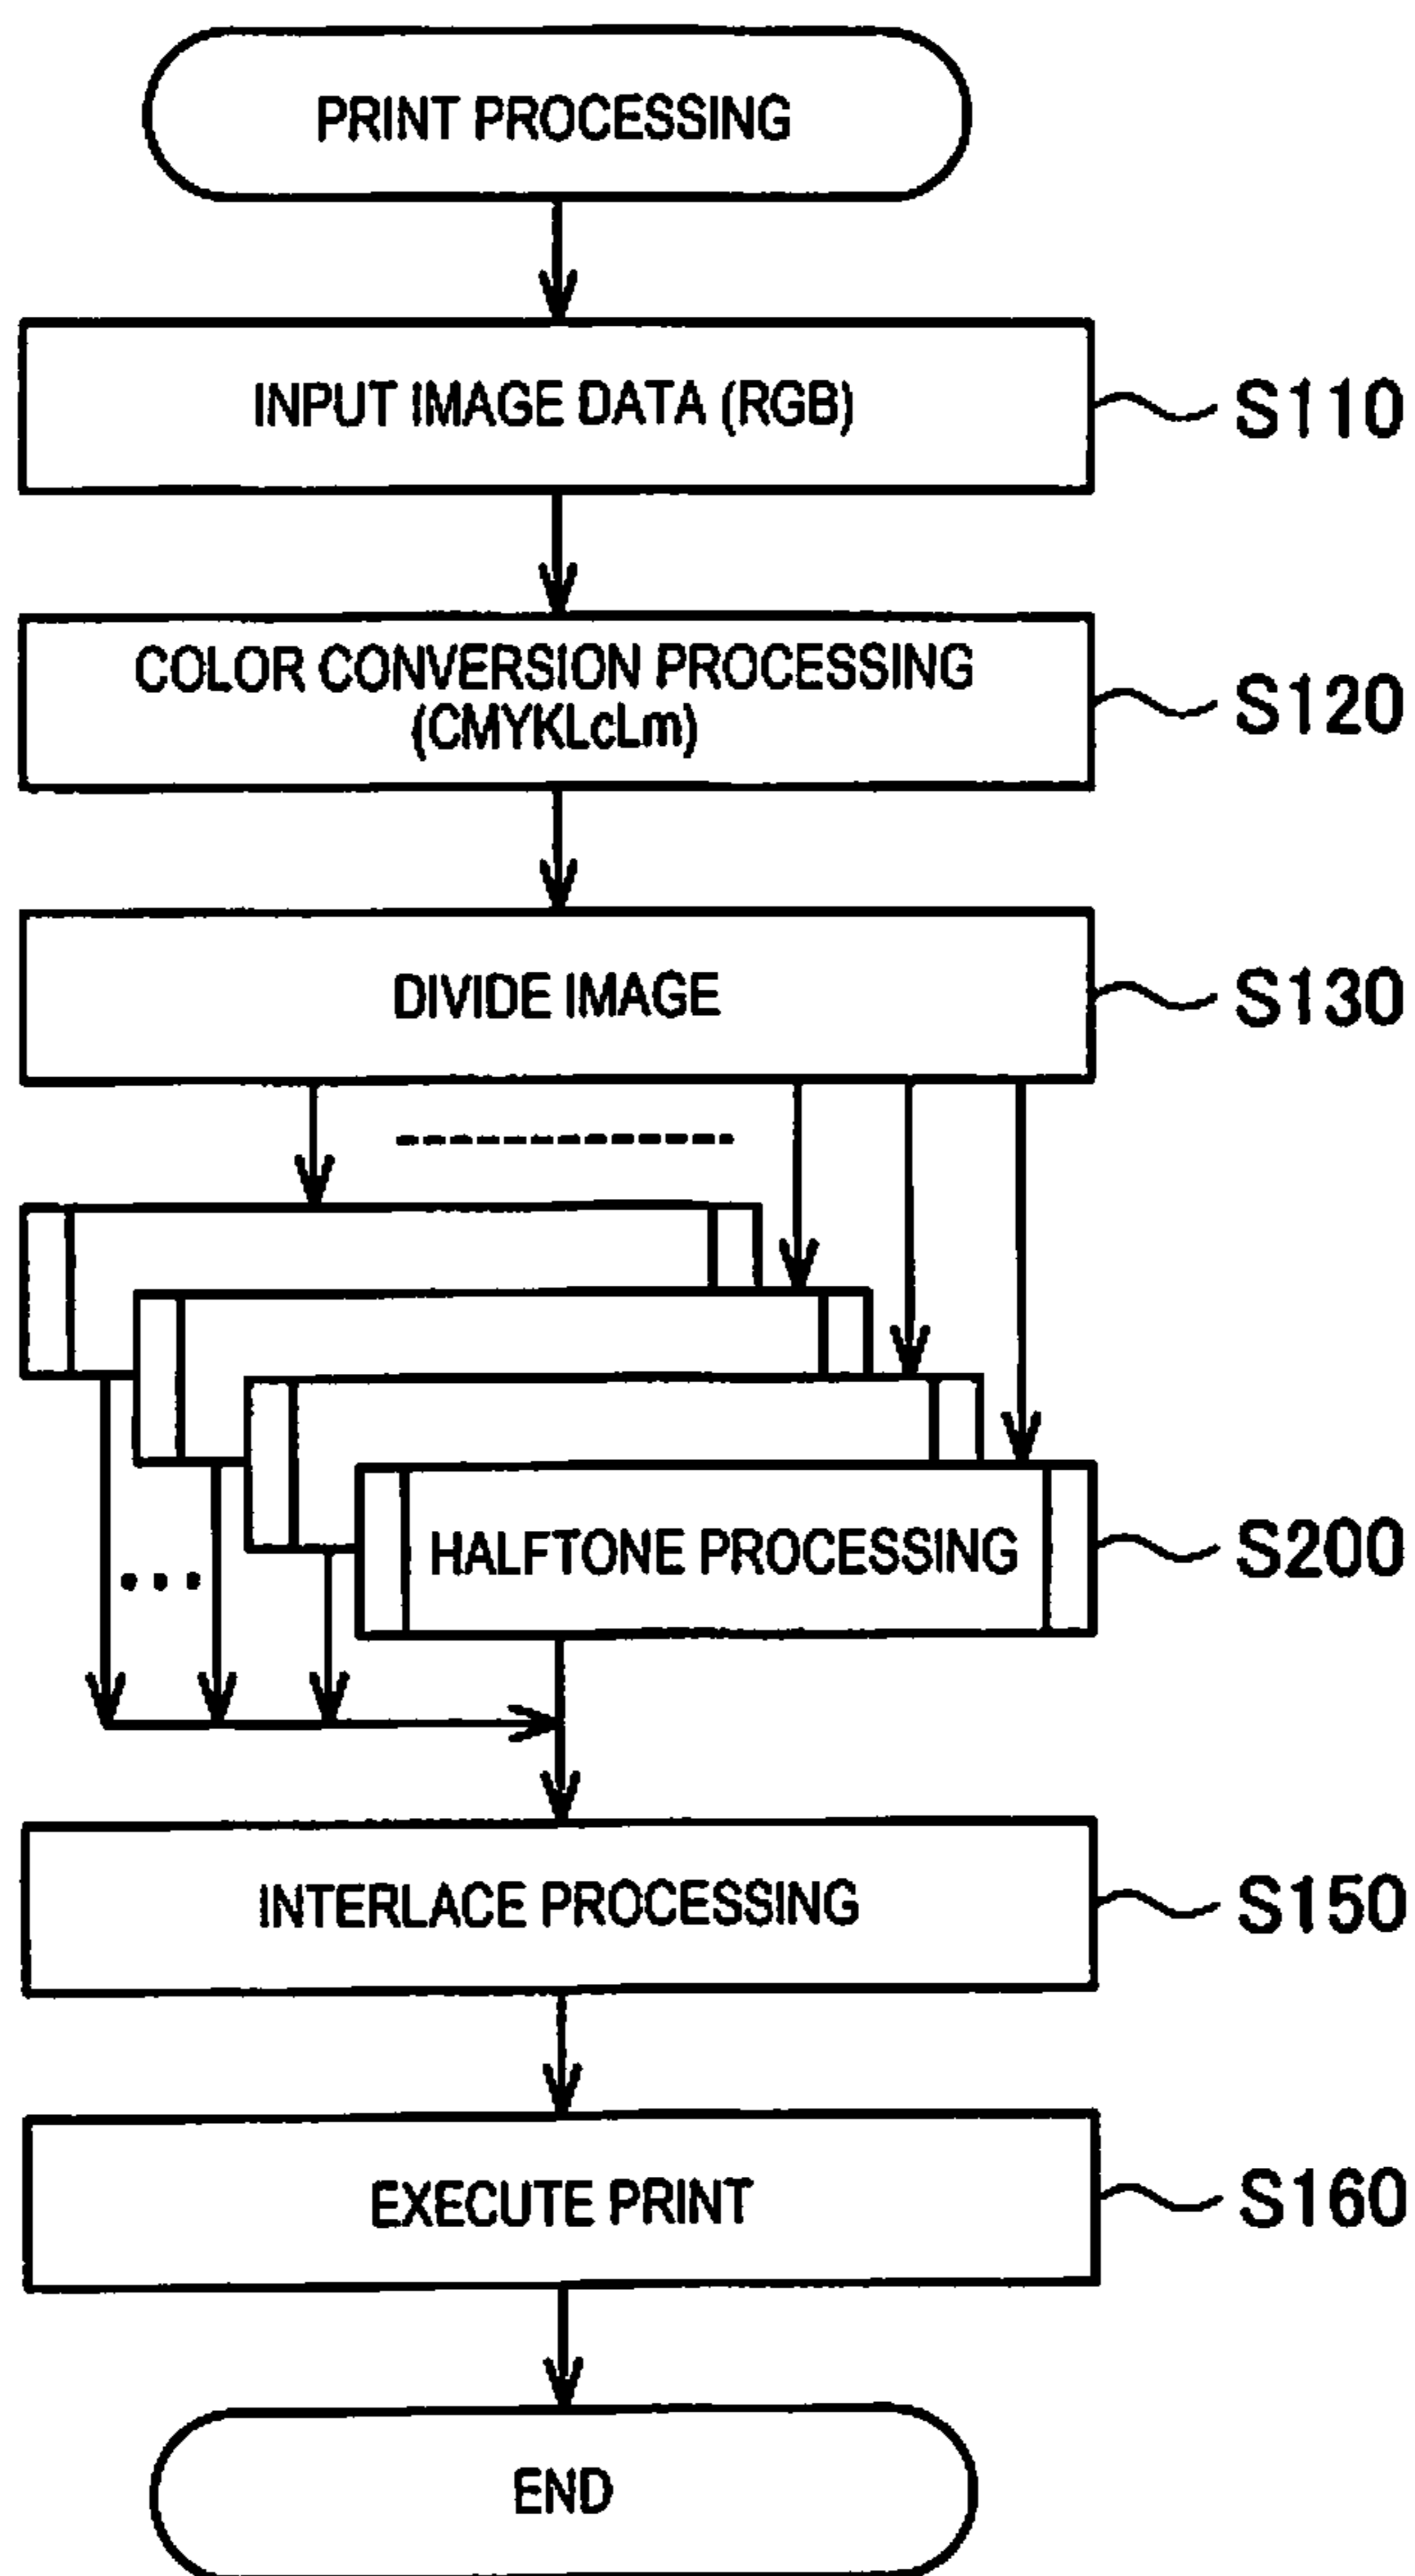 PRINT PROCESSING
INPUT IMAGE DATA (RGB)
S110
COLOR CONVERSION PROCESSING
(CMYKLcLm)
S120
DIVIDE IMAGE
S130
HALFTONE PROCESSING
S200
INTERLACE PROCESSING
S150
EXECUTE PRINT
S160
END